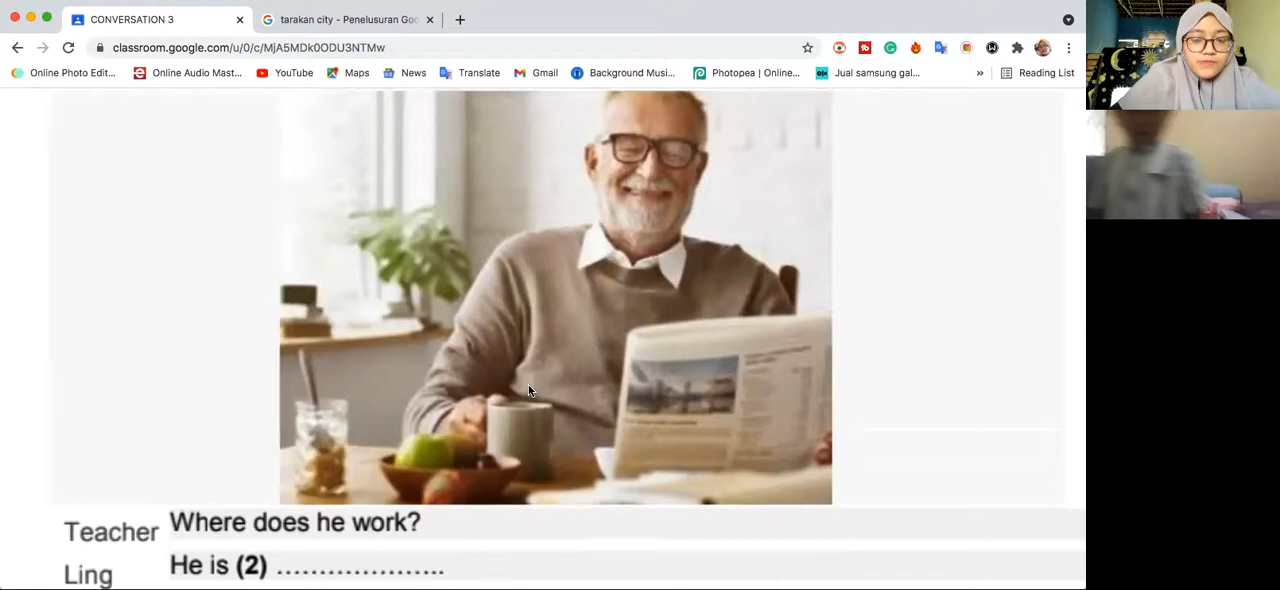 CONVERSATION 3
tarakan city - Penelusuran Goo
classroom.google.com/u/0/c/MjA5MDk0ODU3NTMw
Online Photo Edit... Online Audio Mast... YouTube Maps News Translate Gmail Background Musi... Photopea | Online... Jual samsung gal... » Reading List
Teacher Where does he work?
Ling He is (2) ......................